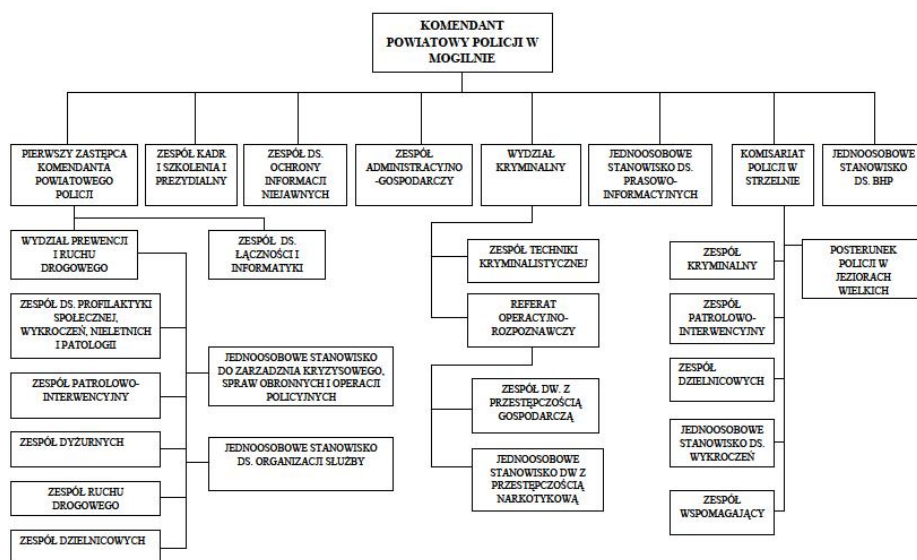 KOMENDANT
POWIATOWY POLICJI W
MOGILNIE
PIERWSZY ZASTĘPCA
KOMENDANTA
POWIATOWEGO
POLICJI
ZESPÓŁ KADR
I SZKOLENIA I
PREZYDIALNY
ZESPÓŁ DS.
OCHRONY
INFORMACJI
NIEJAWNYCH
ZESPÓŁ
ADMINISTRACYJNO
-GOSPODARCZY
WYDZIAŁ
KRYMINALNY
JEDNOOSOBOWE
STANOWISKO DS.
PRASOWO-
INFORMACYJNYCH
KOMISARIAT
POLICJI W
STRZELNIE
JEDNOOSOBOWE
STANOWISKO
DS. BHP
WYDZIAŁ PREWENCJI
I RUCHU
DROGOWEGO
ZESPÓŁ DS.
ŁĄCZNOŚCI I
INFORMATYKI
ZESPÓŁ DS. PROFILAKTYKI
SPOŁECZNEJ,
WYKROCZEŃ, NIELETNICH
I PATOLOGII
ZESPÓŁ PATROLOWO-
INTERWENCYJNY
ZESPÓŁ DYŻURNYCH
ZESPÓŁ RUCHU
DROGOWEGO
ZESPÓŁ DZIELNICOWYCH
JEDNOOSOBOWE STANOWISKO
DO ZARZADZNIA KRYZYSOWEGO,
SPRAW OBRONNYCH I OPERACJI
POLICYJNYCH
JEDNOOSOBOWE STANOWISKO
DS. ORGANIZACJI SŁUŻBY
ZESPÓŁ TECHNIKI
KRYMINALISTYCZNEJ
REFERAT
OPERACYJNO-
ROZPOZNAWCZY
ZESPÓŁ DW. Z
PRZESTĘPCZOŚCIĄ
GOSPODARCZĄ
JEDNOOSOBOWE
STANOWISKO DW Z
PRZESTĘPCZOŚCIĄ
NARKOTYKOWĄ
ZESPÓŁ
KRYMINALNY
ZESPÓŁ
PATROLOWO-
INTERWENCYJNY
ZESPÓŁ
DZIELNICOWYCH
JEDNOOSOBOWE
STANOWISKO DS.
WYKROCZEŃ
ZESPÓŁ
WSPOMAGAJĄCY
POSTERUNEK
POLICJI W
JEZIORACH
WIELKICH